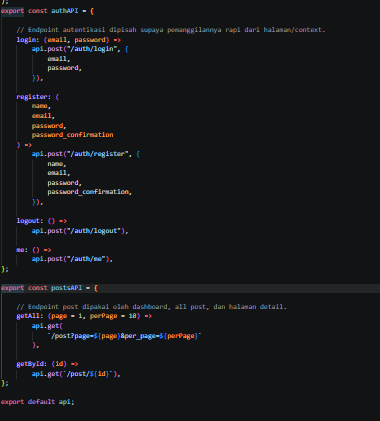 );
export const authAPI = {
// Endpoint autentikasi dipisah supaya pemanggilannya rapi dari halaman/context.
login: (email, password) =>
api.post("/auth/login", {
email,
password,
}),
register: (
name,
email,
password,
password_confirmation
) =>
api.post("/auth/register", {
name,
email,
password,
password_confirmation,
}),
logout: () =>
api.post("/auth/logout"),
me: () =>
api.post("/auth/me"),
};
export const postsAPI = {
// Endpoint post dipakai oleh dashboard, all post, dan halaman detail.
getAll: (page = 1, perPage = 10) =>
api.get(
`/post?page=${page}&per_page=${perPage}`
),
getById: (id) =>
api.get(`/post/${id}`),
};
export default api;